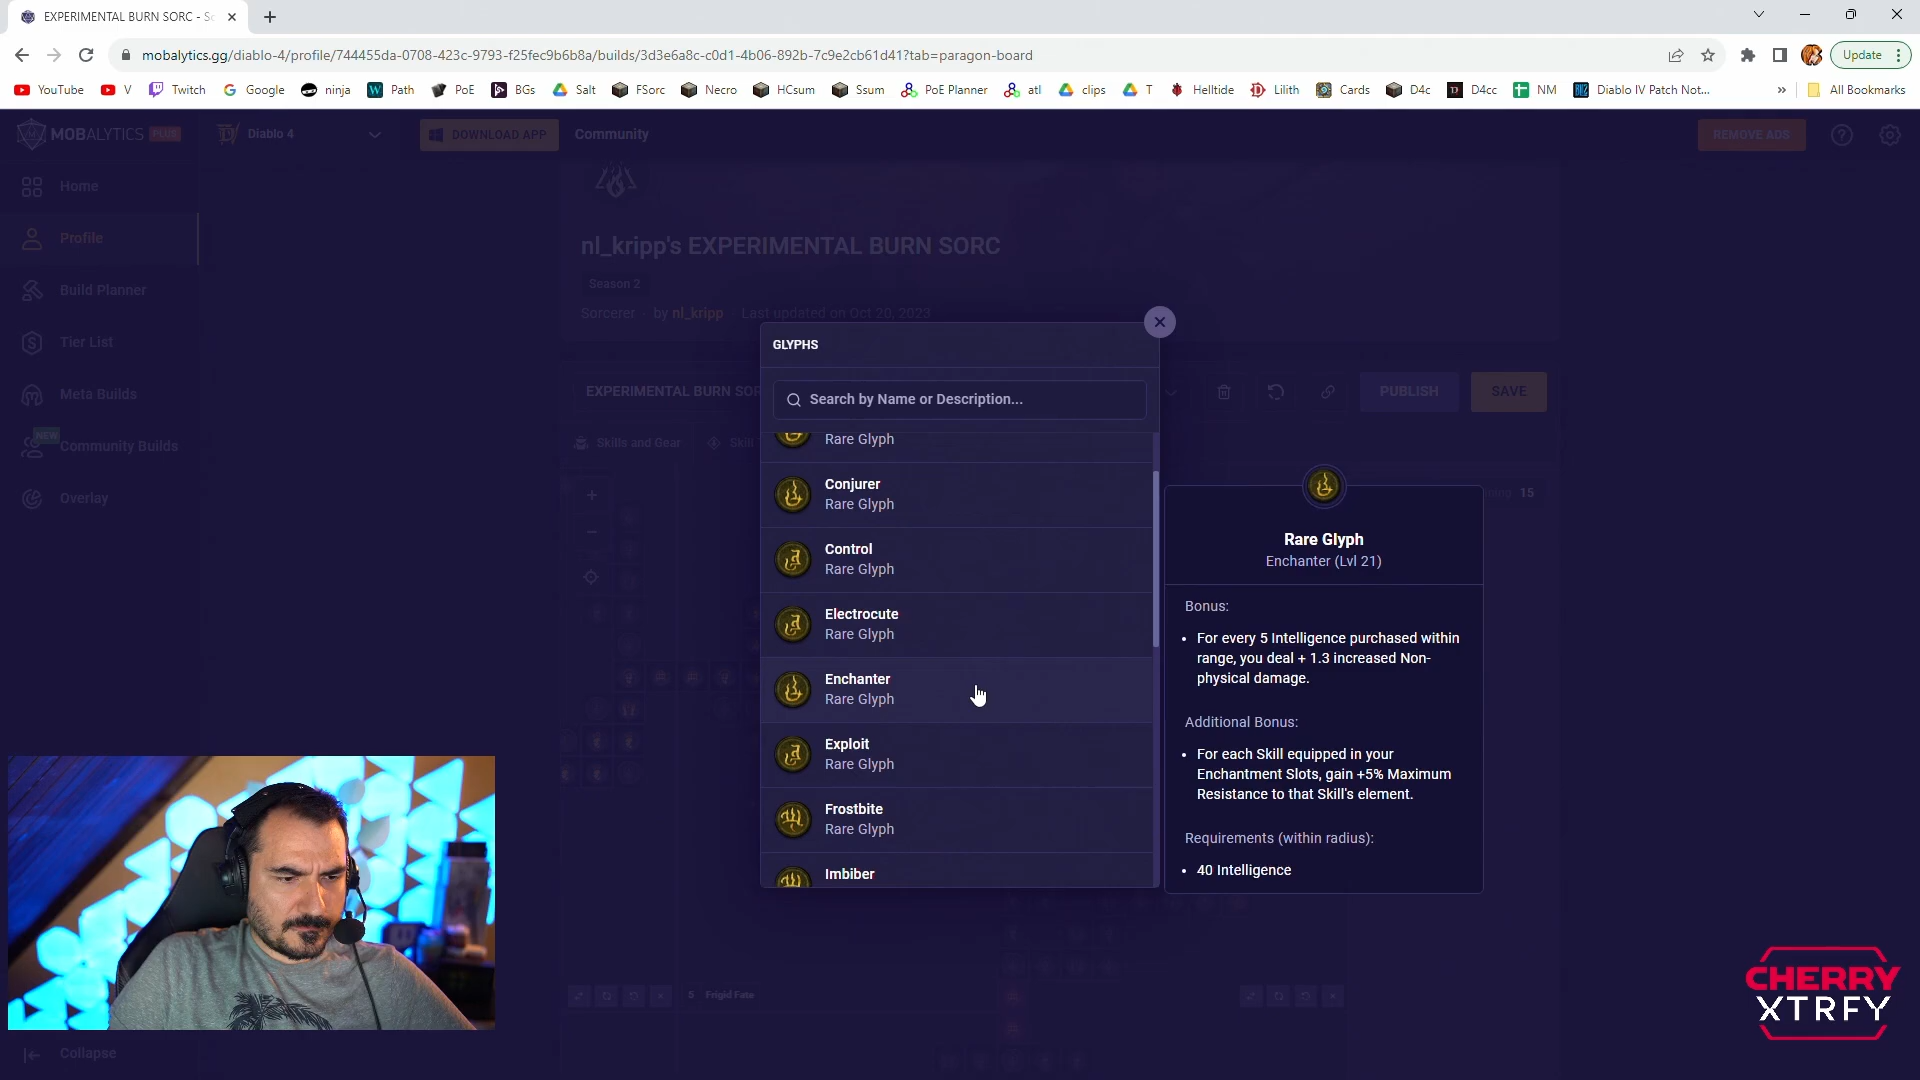 EXPERIMENTAL BURN SORC - Sc
mobalytics.gg/diablo-4/profile/744455da-0708-423c-9793-f25fec9b6b8a/builds/3d3e6a8c-c0d1-4b06-892b-7c9e2cb61d41?tab=paragon-board
Update
YouTube V Twitch Google ninja Path PoE BGs Salt FSorc Necro HCsum Ssum PoE Planner atl clips T Helltide Lilith Cards D4c D4cc NM Diablo IV Patch Not... » All Bookmarks
MOBALYTICS PLUS
Diablo 4
DOWNLOAD APP
Community
REMOVE ADS
Home
Profile
Build Planner
Tier List
Meta Builds
NEW
Community Builds
Overlay
Collapse
nl_kripp's EXPERIMENTAL BURN SORC
Season 2
Sorcerer - by nl_kripp Last updated on Oct 20, 2023
EXPERIMENTAL BURN SOR
PUBLISH
SAVE
Skills and Gear
Skill
15
GLYPHS
Search by Name or Description...
Rare Glyph
Conjurer
Rare Glyph
Control
Rare Glyph
Electrocute
Rare Glyph
Enchanter
Rare Glyph
Exploit
Rare Glyph
Frostbite
Rare Glyph
Imbiber
Rare Glyph
Enchanter (Lvl 21)
Bonus:
• For every 5 Intelligence purchased within
range, you deal + 1.3 increased Non-
physical damage.
Additional Bonus:
• For each Skill equipped in your
Enchantment Slots, gain +5% Maximum
Resistance to that Skill's element.
Requirements (within radius):
• 40 Intelligence
5 Frigid Fate
CHERRY
XTRFY